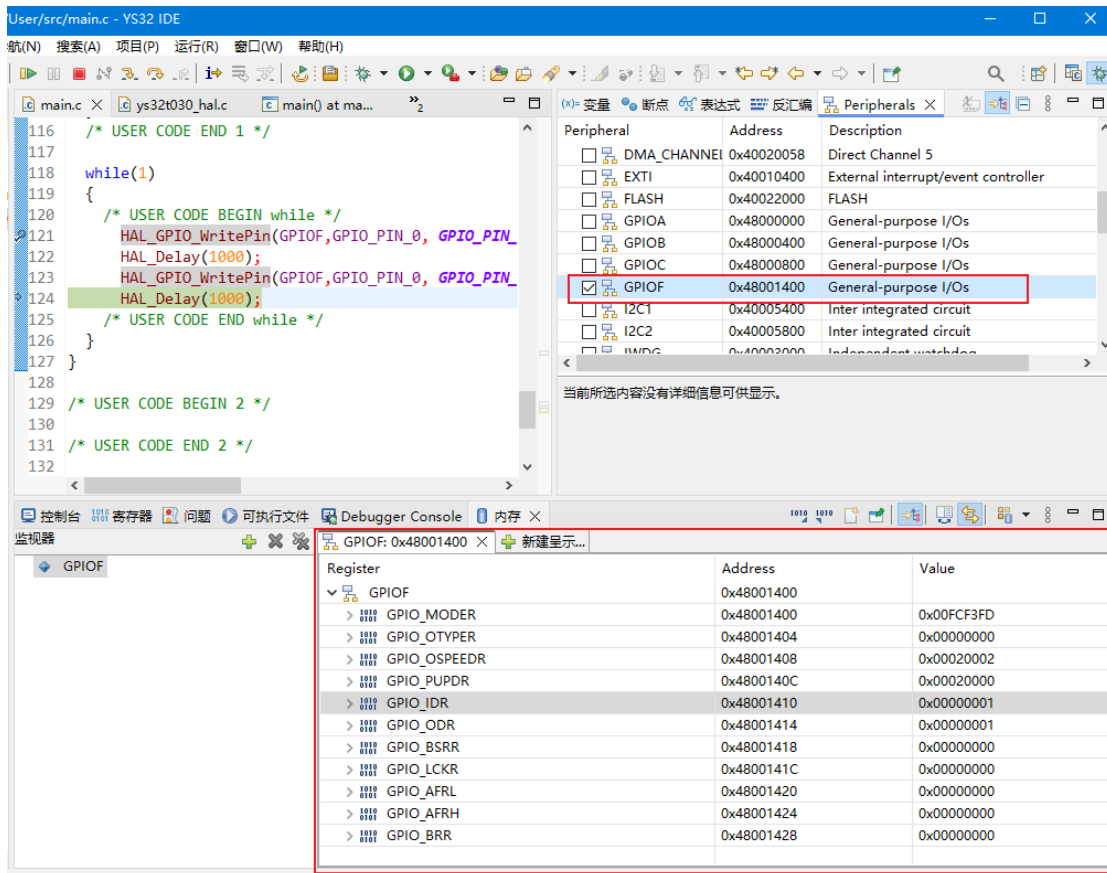 /User/src/main.c - YS32 IDE
航(N) 搜索(A) 项目(P) 运行(R) 窗口(W) 帮助(H)
main.c ys32t030_hal.c main() at ma... »2
116 /* USER CODE END 1 */
117
118 while(1)
119 {
120 /* USER CODE BEGIN while */
121 HAL_GPIO_WritePin(GPIOF,GPIO_PIN_0, GPIO_PIN_
122 HAL_Delay(1000);
123 HAL_GPIO_WritePin(GPIOF,GPIO_PIN_0, GPIO_PIN_
124 HAL_Delay(1000);
125 /* USER CODE END while */
126 }
127 }
128
129 /* USER CODE BEGIN 2 */
130
131 /* USER CODE END 2 */
132
(x)= 变量 断点 表达式 反汇编 Peripherals
Peripheral Address Description
DMA_CHANNEL 0x40020058 Direct Channel 5
EXTI 0x40010400 External interrupt/event controller
FLASH 0x40022000 FLASH
GPIOA 0x48000000 General-purpose I/Os
GPIOB 0x48000400 General-purpose I/Os
GPIOC 0x48000800 General-purpose I/Os
GPIOF 0x48001400 General-purpose I/Os
I2C1 0x40005400 Inter integrated circuit
I2C2 0x40005800 Inter integrated circuit
IWDG 0x40003000 Independent watchdog
当前所选内容没有详细信息可供显示。
控制台 寄存器 问题 可执行文件 Debugger Console 内存
监视器
GPIOF
GPIOF: 0x48001400 新建呈示...
Register Address Value
GPIOF 0x48001400
GPIO_MODER 0x48001400 0x00FCF3FD
GPIO_OTYPER 0x48001404 0x00000000
GPIO_OSPEEDR 0x48001408 0x00020002
GPIO_PUPDR 0x4800140C 0x00020000
GPIO_IDR 0x48001410 0x00000001
GPIO_ODR 0x48001414 0x00000001
GPIO_BSRR 0x48001418 0x00000000
GPIO_LCKR 0x4800141C 0x00000000
GPIO_AFRL 0x48001420 0x00000000
GPIO_AFRH 0x48001424 0x00000000
GPIO_BRR 0x48001428 0x00000000